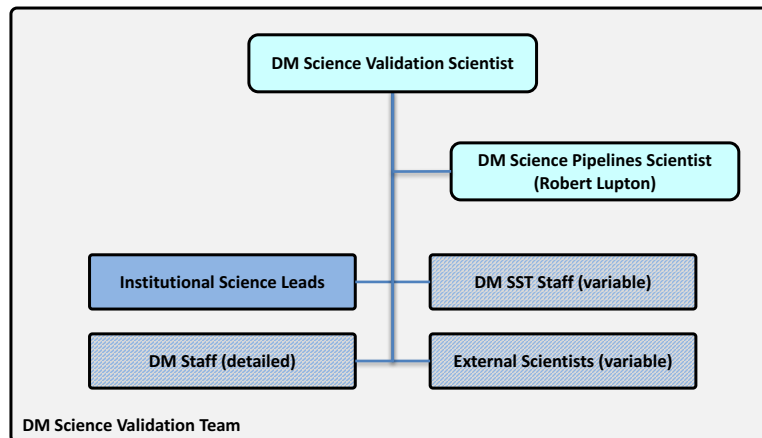 DM Science Validation Scientist
DM Science Pipelines Scientist
(Robert Lupton)
Institutional Science Leads
DM SST Staff (variable)
DM Staff (detailed)
External Scientists (variable)
DM Science Validation Team